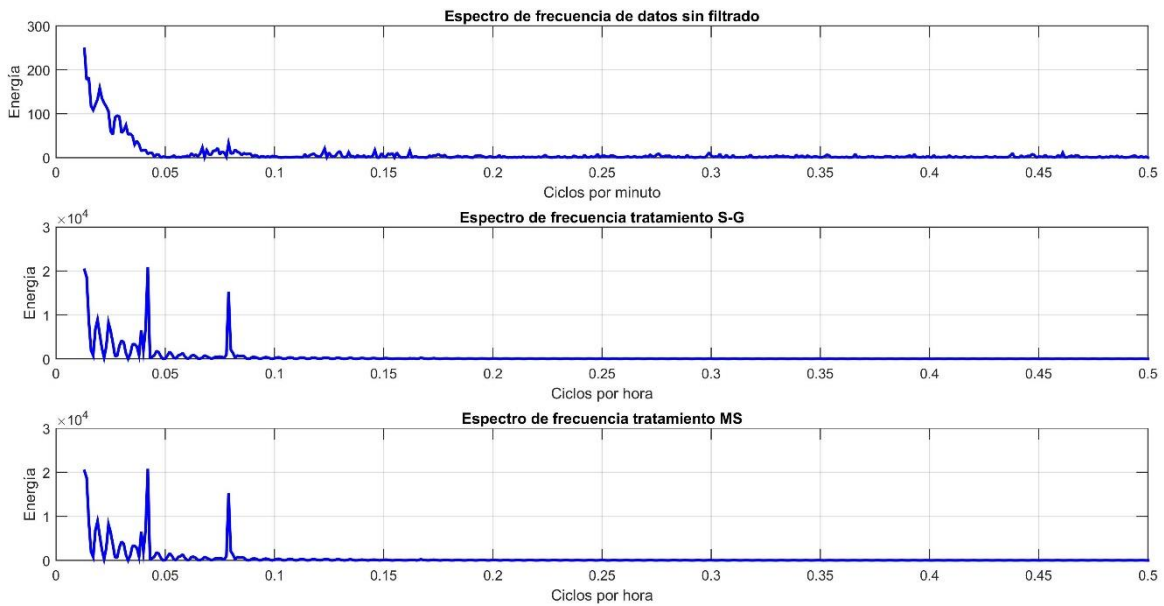 Espectro de frecuencia de datos sin filtrado
300
200
100
0
Energía
0 0.05 0.1 0.15 0.2 0.25 0.3 0.35 0.4 0.45 0.5
Ciclos por minuto
Espectro de frecuencia tratamiento S-G
×10^4
3
2
1
0
Energía
0 0.05 0.1 0.15 0.2 0.25 0.3 0.35 0.4 0.45 0.5
Ciclos por hora
Espectro de frecuencia tratamiento MS
×10^4
3
2
1
0
Energía
0 0.05 0.1 0.15 0.2 0.25 0.3 0.35 0.4 0.45 0.5
Ciclos por hora